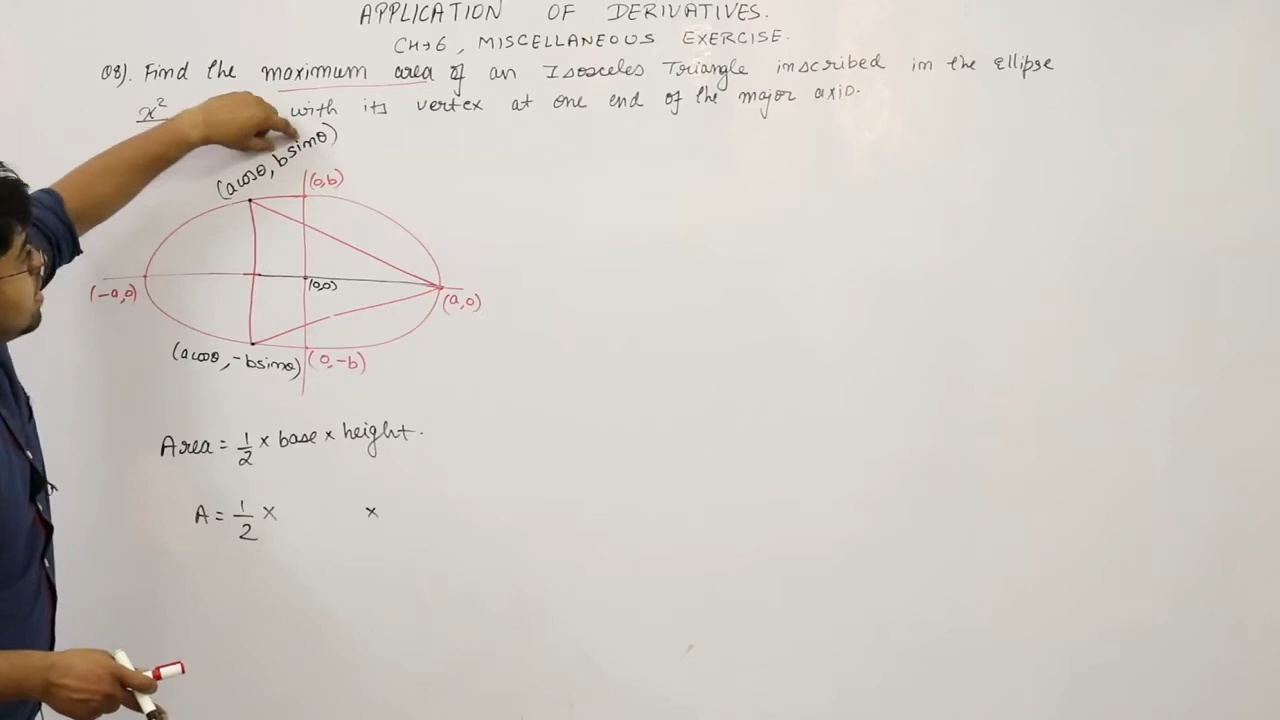 APPLICATION OF DERIVATIVES.
CH→6, MISCELLANEOUS EXERCISE.
Q8). Find the maximum area of an Isosceles Triangle inscribed in the Ellipse
x² with its vertex at one end of the major axis.
(acosθ, bsinθ)
(0,b)
(0,0)
(-a,0)
(a,0)
(acosθ, -bsinθ)
(0,-b)
Area = 1/2 × base × height.
A = 1/2 × ×